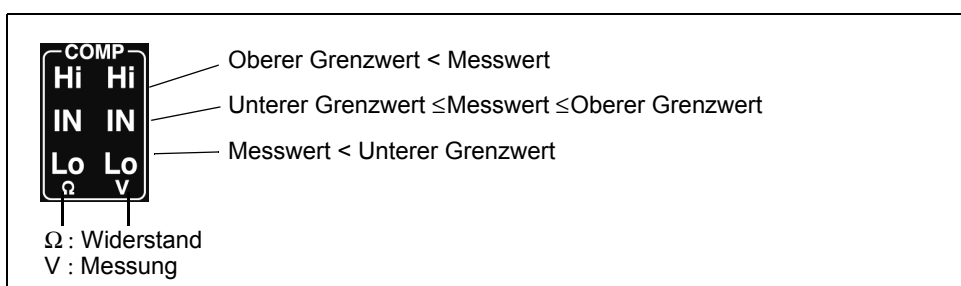 COMP
Hi Hi
Oberer Grenzwert < Messwert
IN IN
Unterer Grenzwert ≤Messwert ≤Oberer Grenzwert
Lo Lo
Messwert < Unterer Grenzwert
Ω V
Ω : Widerstand
V : Messung